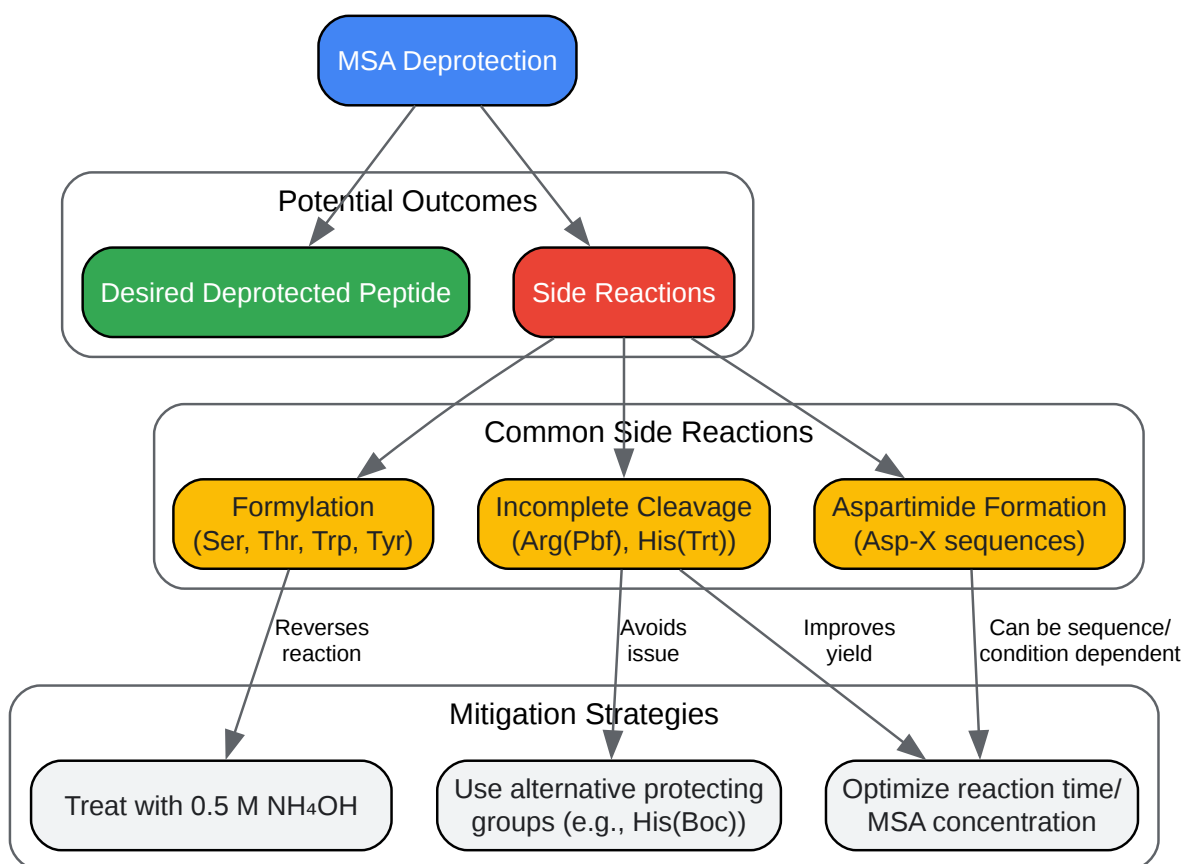 MSA Deprotection
Potential Outcomes
Desired Deprotected Peptide
Side Reactions
Common Side Reactions
Formylation
(Ser, Thr, Trp, Tyr)
Incomplete Cleavage
(Arg(Pbf), His(Trt))
Aspartimide Formation
(Asp-X sequences)
Reverses
reaction
Avoids
issue
Improves
yield
Can be sequence/
condition dependent
Mitigation Strategies
Treat with 0.5 M NH₄OH
Use alternative protecting
groups (e.g., His(Boc))
Optimize reaction time/
MSA concentration